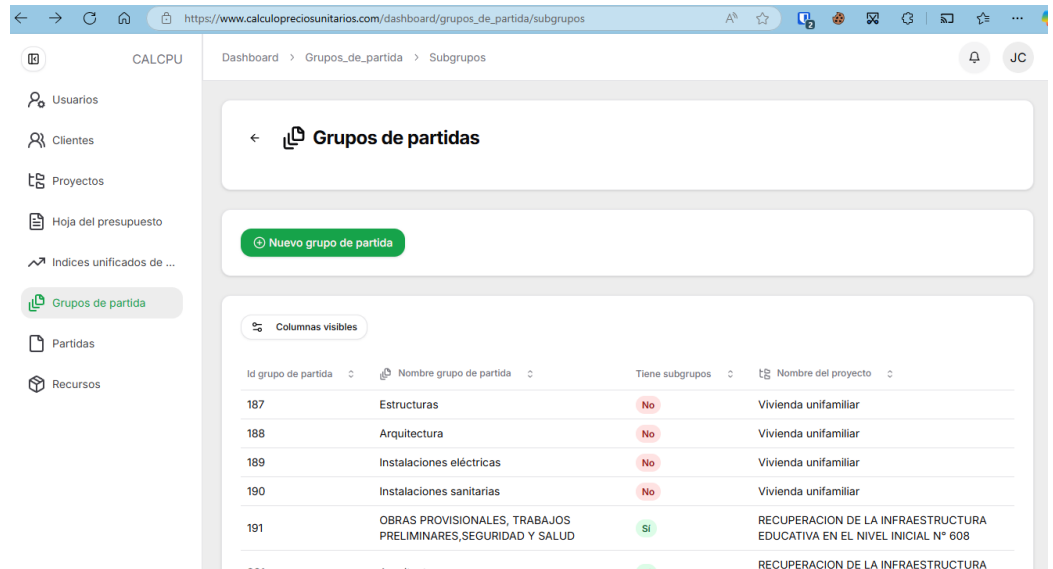 https://www.calculopreciosunitarios.com/dashboard/grupos_de_partida/subgrupos
2
CALCPU
Dashboard > Grupos_de_partida > Subgrupos
JC
Usuarios
Clientes
Proyectos
Hoja del presupuesto
Indices unificados de ...
Grupos de partida
Partidas
Recursos
Grupos de partidas
Nuevo grupo de partida
Columnas visibles
Id grupo de partida Nombre grupo de partida Tiene subgrupos Nombre del proyecto
187 Estructuras No Vivienda unifamiliar
188 Arquitectura No Vivienda unifamiliar
189 Instalaciones eléctricas No Vivienda unifamiliar
190 Instalaciones sanitarias No Vivienda unifamiliar
191 OBRAS PROVISIONALES, TRABAJOS PRELIMINARES,SEGURIDAD Y SALUD Sí RECUPERACION DE LA INFRAESTRUCTURA EDUCATIVA EN EL NIVEL INICIAL N° 608
RECUPERACION DE LA INFRAESTRUCTURA